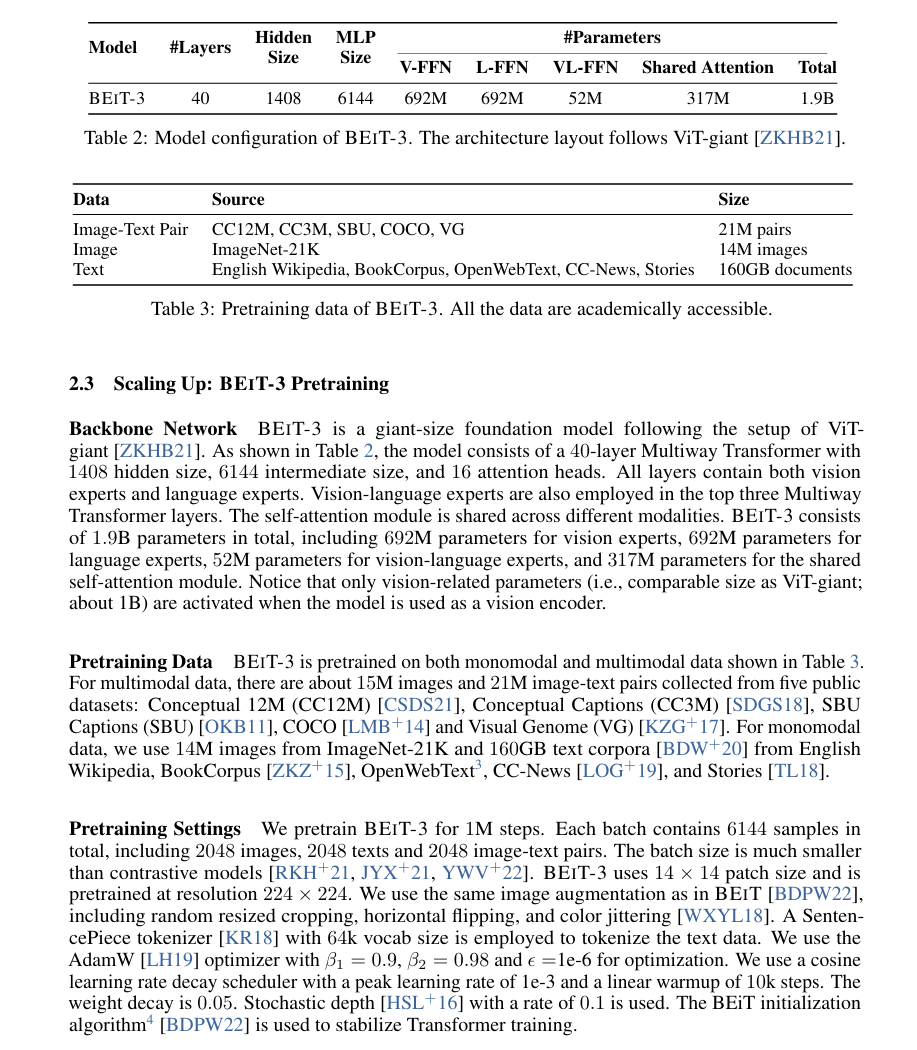 Model #Layers Hidden Size MLP Size #Parameters
V-FFN L-FFN VL-FFN Shared Attention Total
BEIT-3 40 1408 6144 692M 692M 52M 317M 1.9B
Table 2: Model configuration of BEIT-3. The architecture layout follows ViT-giant [ZKHB21].
Data Source Size
Image-Text Pair CC12M, CC3M, SBU, COCO, VG 21M pairs
Image ImageNet-21K 14M images
Text English Wikipedia, BookCorpus, OpenWebText, CC-News, Stories 160GB documents
Table 3: Pretraining data of BEIT-3. All the data are academically accessible.
2.3 Scaling Up: BEIT-3 Pretraining
Backbone Network BEIT-3 is a giant-size foundation model following the setup of ViT-
giant [ZKHB21]. As shown in Table 2, the model consists of a 40-layer Multiway Transformer with
1408 hidden size, 6144 intermediate size, and 16 attention heads. All layers contain both vision
experts and language experts. Vision-language experts are also employed in the top three Multiway
Transformer layers. The self-attention module is shared across different modalities. BEIT-3 consists
of 1.9B parameters in total, including 692M parameters for vision experts, 692M parameters for
language experts, 52M parameters for vision-language experts, and 317M parameters for the shared
self-attention module. Notice that only vision-related parameters (i.e., comparable size as ViT-giant;
about 1B) are activated when the model is used as a vision encoder.
Pretraining Data BEIT-3 is pretrained on both monomodal and multimodal data shown in Table 3.
For multimodal data, there are about 15M images and 21M image-text pairs collected from five public
datasets: Conceptual 12M (CC12M) [CSDS21], Conceptual Captions (CC3M) [SDGS18], SBU
Captions (SBU) [OKB11], COCO [LMB+14] and Visual Genome (VG) [KZG+17]. For monomodal
data, we use 14M images from ImageNet-21K and 160GB text corpora [BDW+20] from English
Wikipedia, BookCorpus [ZKZ+15], OpenWebText3, CC-News [LOG+19], and Stories [TL18].
Pretraining Settings We pretrain BEIT-3 for 1M steps. Each batch contains 6144 samples in
total, including 2048 images, 2048 texts and 2048 image-text pairs. The batch size is much smaller
than contrastive models [RKH+21, JYX+21, YWV+22]. BEIT-3 uses 14 × 14 patch size and is
pretrained at resolution 224 × 224. We use the same image augmentation as in BEIT [BDPW22],
including random resized cropping, horizontal flipping, and color jittering [WXYL18]. A Senten-
cePiece tokenizer [KR18] with 64k vocab size is employed to tokenize the text data. We use the
AdamW [LH19] optimizer with β1 = 0.9, β2 = 0.98 and ϵ =1e-6 for optimization. We use a cosine
learning rate decay scheduler with a peak learning rate of 1e-3 and a linear warmup of 10k steps. The
weight decay is 0.05. Stochastic depth [HSL+16] with a rate of 0.1 is used. The BEiT initialization
algorithm4 [BDPW22] is used to stabilize Transformer training.